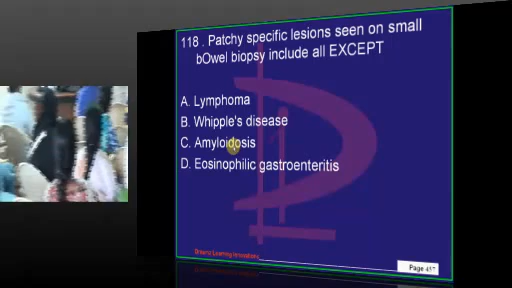 118 . Patchy specific lesions seen on small
bOwel biopsy include all EXCEPT
A. Lymphoma
B. Whipple's disease
C. Amyloidosis
D. Eosinophilic gastroenteritis
Learning
Page